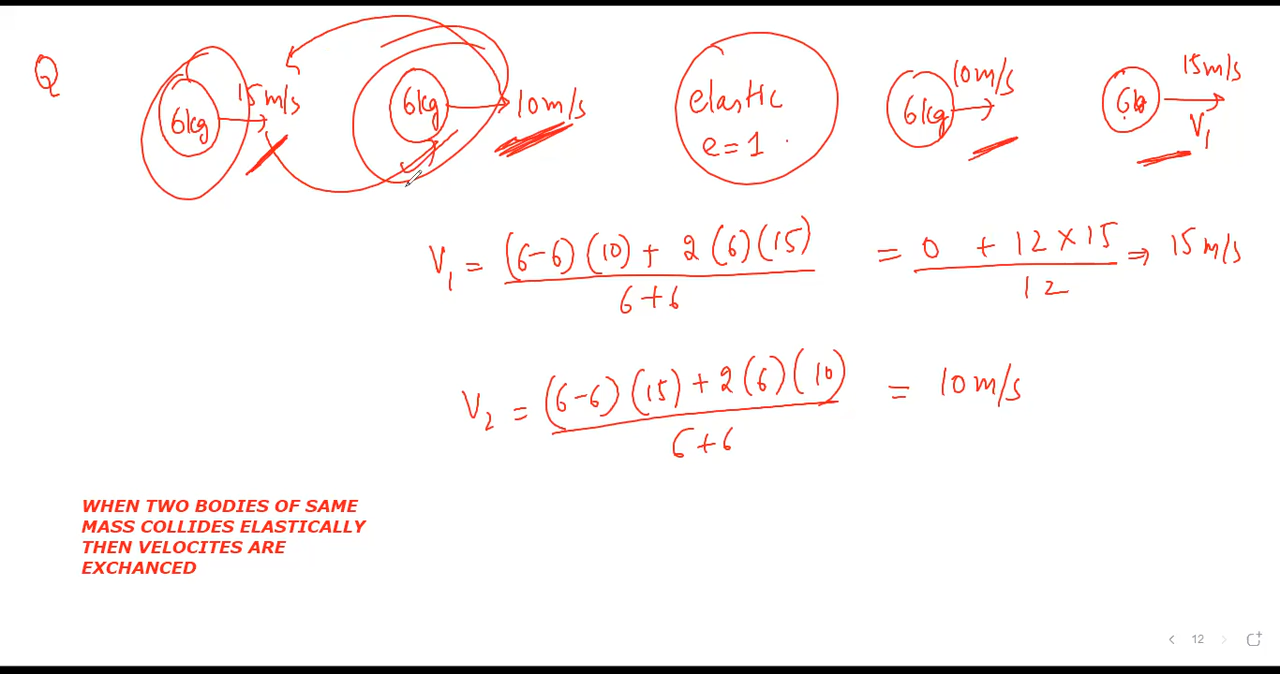 Q
6kg 15m/s
6kg 10m/s
elastic
e = 1
6kg 10m/s
6kg 15m/s
V₁
V₁ = (6-6)(10) + 2(6)(15) / 6+6 = 0 + 12×15 / 12 ⇒ 15m/s
V₂ = (6-6)(15) + 2(6)(10) / 6+6 = 10m/s
WHEN TWO BODIES OF SAME
MASS COLLIDES ELASTICALLY
THEN VELOCITES ARE
EXCHANCED
12